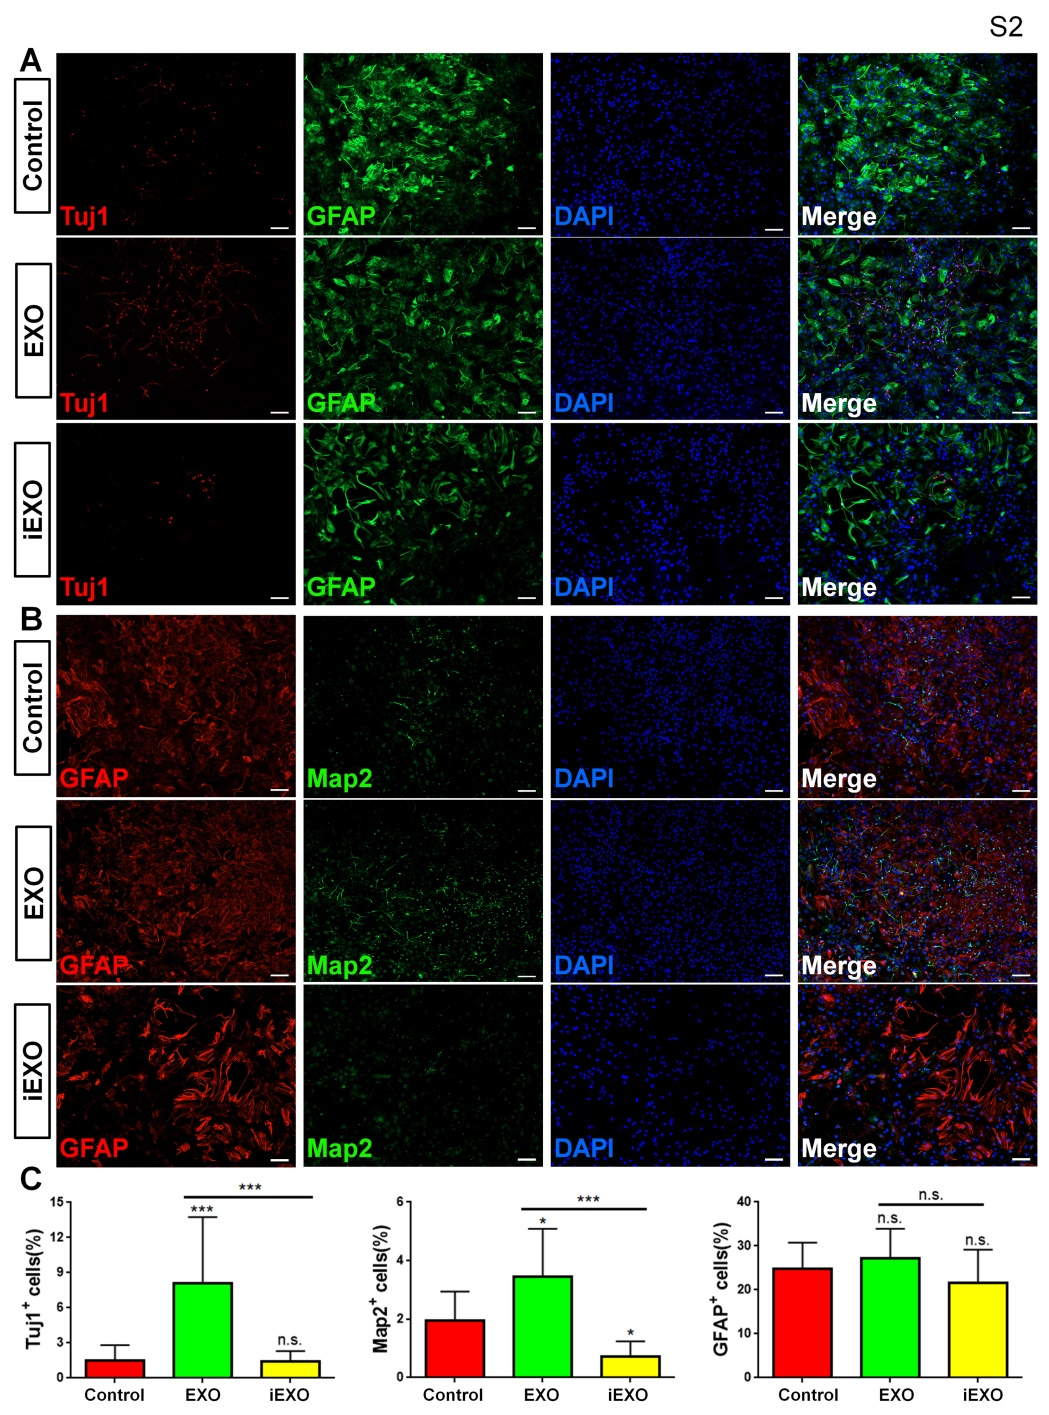 S2
A
Control
Tuj1
GFAP
DAPI
Merge
EXO
Tuj1
GFAP
DAPI
Merge
iEXO
Tuj1
GFAP
DAPI
Merge
B
Control
GFAP
Map2
DAPI
Merge
EXO
GFAP
Map2
DAPI
Merge
iEXO
GFAP
Map2
DAPI
Merge
C
Tuj1+ cells(%)
15
12
9
6
3
0
***
***
n.s.
Control EXO iEXO
Map2+ cells(%)
6
4
2
0
***
*
*
Control EXO iEXO
GFAP+ cells(%)
40
30
20
10
0
n.s.
n.s.
n.s.
Control EXO iEXO